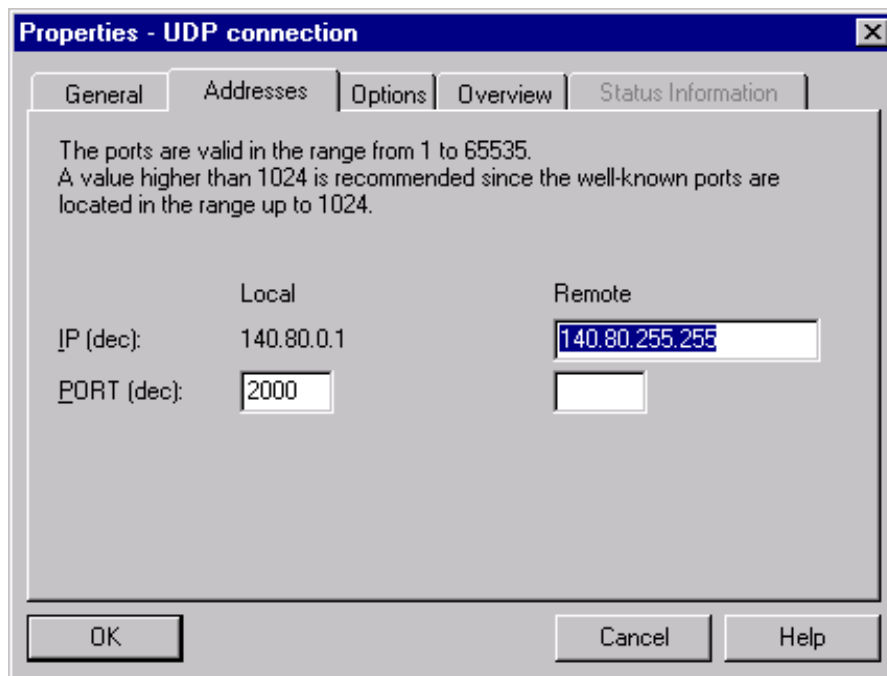 Properties - UDP connection
General Addresses Options Overview Status Information
The ports are valid in the range from 1 to 65535.
A value higher than 1024 is recommended since the well-known ports are
located in the range up to 1024.
Local Remote
IP (dec): 140.80.0.1 140.80.255.255
PORT (dec): 2000
OK Cancel Help